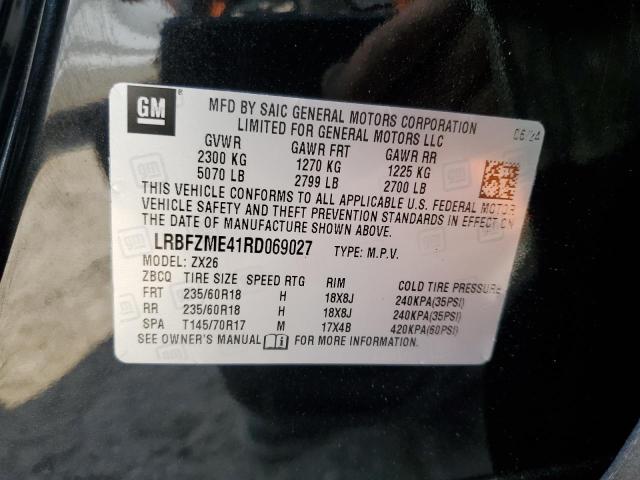 GM
®
MFD BY SAIC GENERAL MOTORS CORPORATION
LIMITED FOR GENERAL MOTORS LLC
06/24
GVWR GAWR FRT GAWR RR
2300 KG 1270 KG 1225 KG
5070 LB 2799 LB 2700 LB
THIS VEHICLE CONFORMS TO ALL APPLICABLE U.S. FEDERAL MOTOR
VEHICLE SAFETY AND THEFT PREVENTION STANDARDS IN EFFECT ON
THE DATE OF MANUFACTURE SHOWN ABOVE.
LRBFZME41RD069027 TYPE: M.P.V.
MODEL: ZX26
ZBCQ TIRE SIZE SPEED RTG RIM COLD TIRE PRESSURE
FRT 235/60R18 H 18X8J 240KPA(35PSI)
RR 235/60R18 H 18X8J 240KPA(35PSI)
SPA T145/70R17 M 17X4B 420KPA(60PSI)
SEE OWNER'S MANUAL FOR MORE INFORMATION.